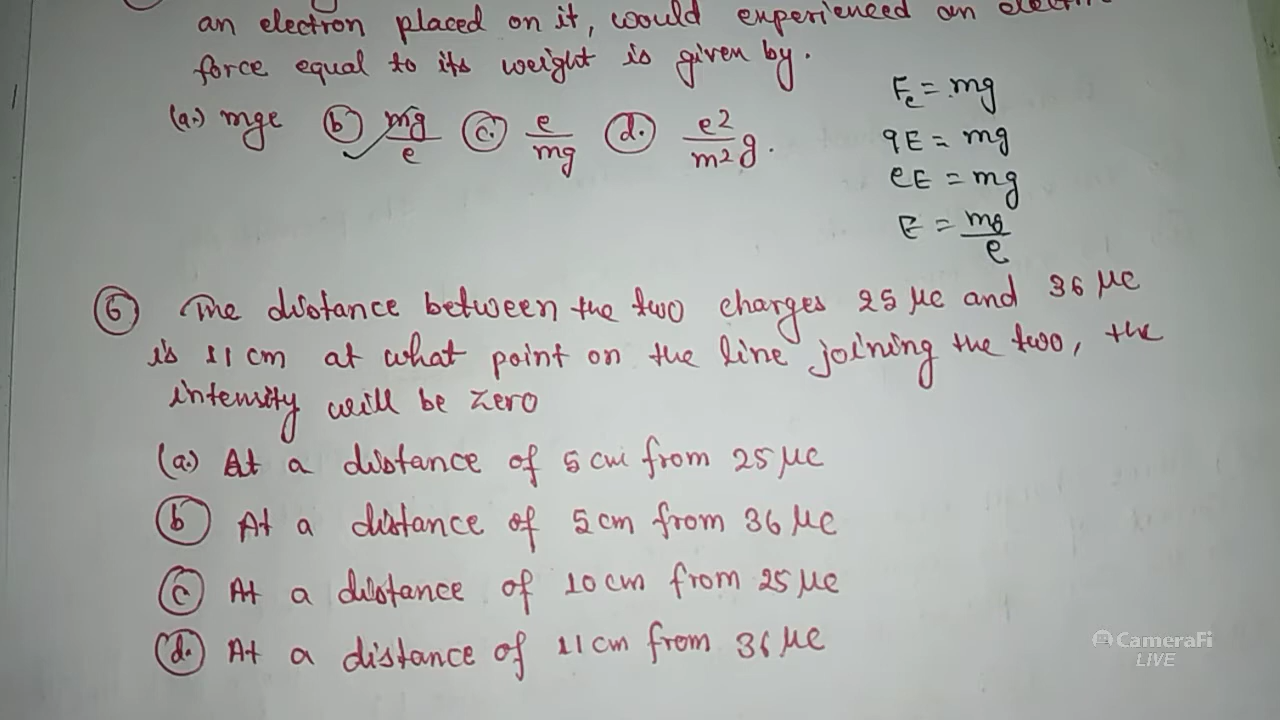 an electron placed on it, would experienced an electric
force equal to its weight is given by.
(a.) mge (b) mg/e (c.) e/mg (d.) e²/m² g.
Fe = mg
qE = mg
eE = mg
E = mg/e
(6) The distance between the two charges 25 μc and 36 μc
is 11 cm at what point on the line joining the two, the
intensity will be zero
(a.) At a distance of 5 cm from 25 μc
(b) At a distance of 5 cm from 36 μc
(c) At a distance of 10 cm from 25 μc
(d.) At a distance of 11 cm from 36 μc
CameraFi
LIVE